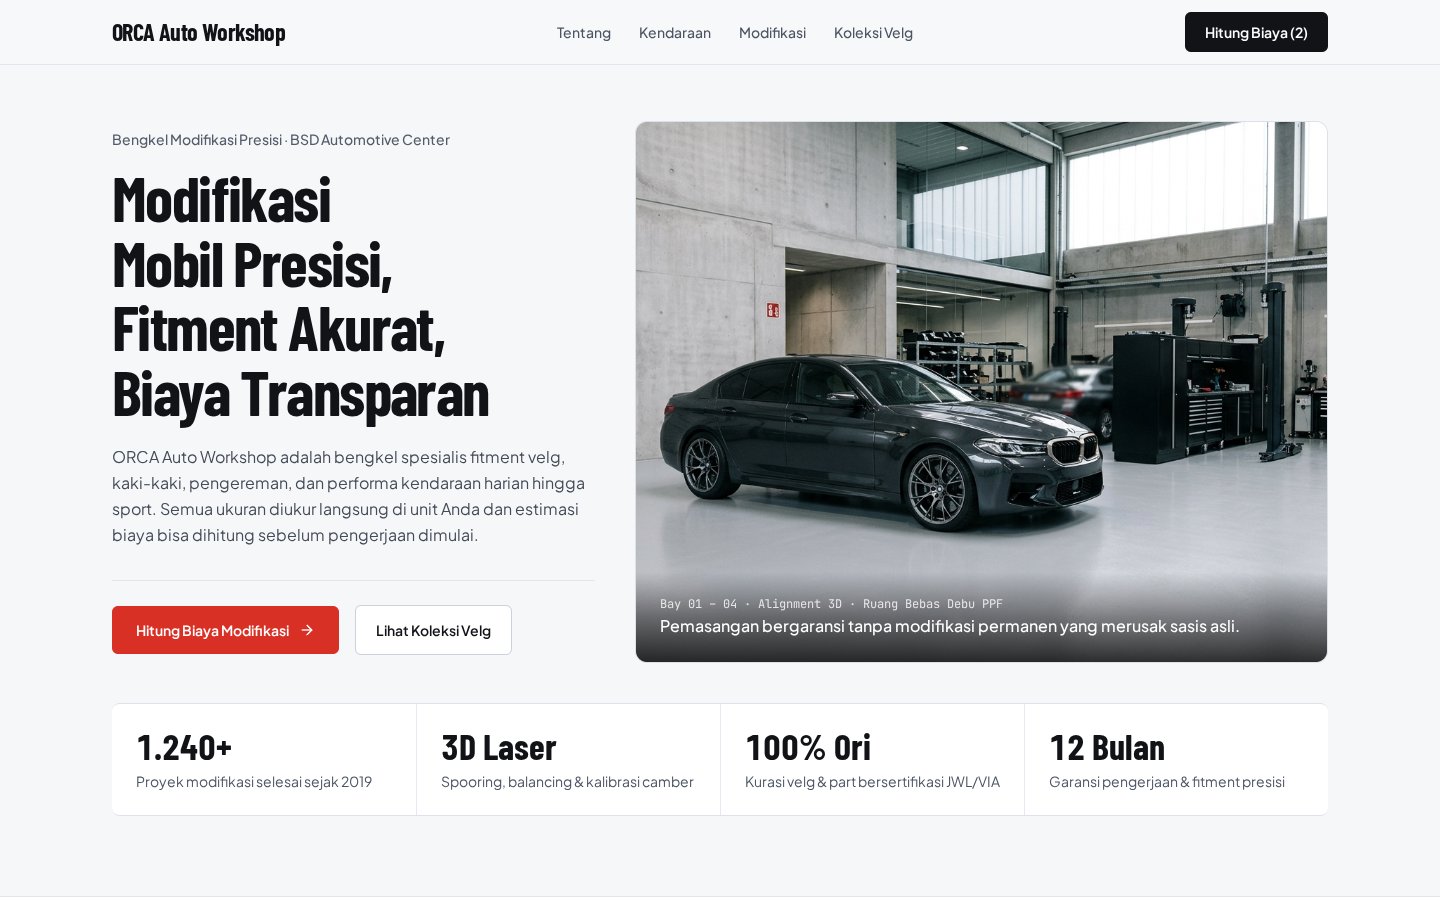 ORCA Auto Workshop
Tentang
Kendaraan
Modifikasi
Koleksi Velg
Hitung Biaya (2)
Bengkel Modifikasi Presisi · BSD Automotive Center
Modifikasi
Mobil Presisi,
Fitment Akurat,
Biaya Transparan
ORCA Auto Workshop adalah bengkel spesialis fitment velg,
kaki-kaki, pengereman, dan performa kendaraan harian hingga
sport. Semua ukuran diukur langsung di unit Anda dan estimasi
biaya bisa dihitung sebelum pengerjaan dimulai.
Hitung Biaya Modifikasi →
Lihat Koleksi Velg
Bay 01 – 04 · Alignment 3D · Ruang Bebas Debu PPF
Pemasangan bergaransi tanpa modifikasi permanen yang merusak sasis asli.
1.240+
Proyek modifikasi selesai sejak 2019
3D Laser
Spooring, balancing & kalibrasi camber
100% Ori
Kurasi velg & part bersertifikasi JWL/VIA
12 Bulan
Garansi pengerjaan & fitment presisi